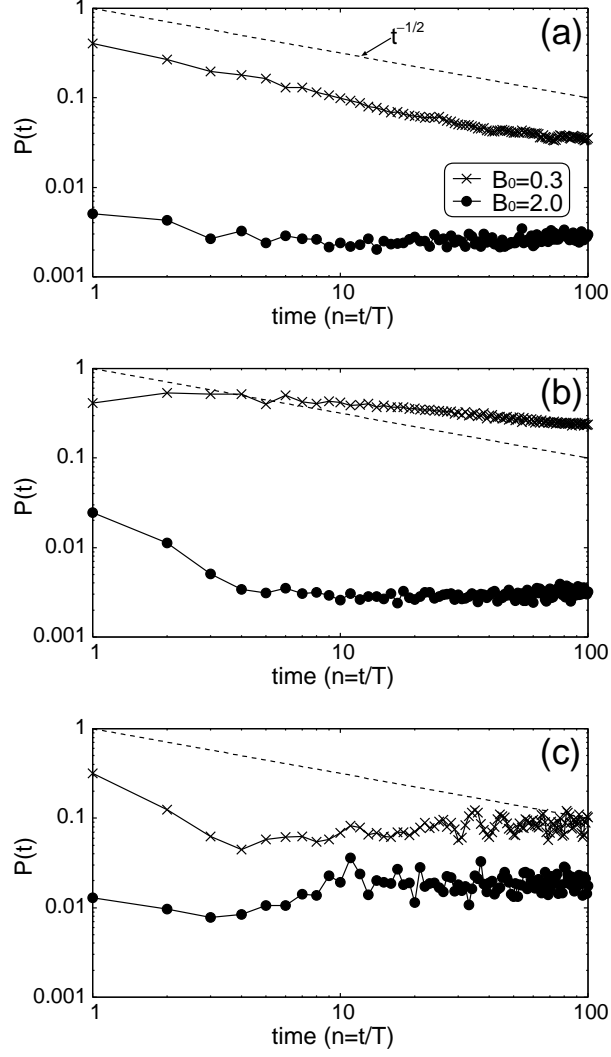 1
(a)
t⁻¹/²
0.1
P(t)
B₀=0.3
B₀=2.0
0.01
0.001
1 10 100
time (n=t/T)
1
(b)
0.1
P(t)
0.01
0.001
1 10 100
time (n=t/T)
1
(c)
0.1
P(t)
0.01
0.001
1 10 100
time (n=t/T)